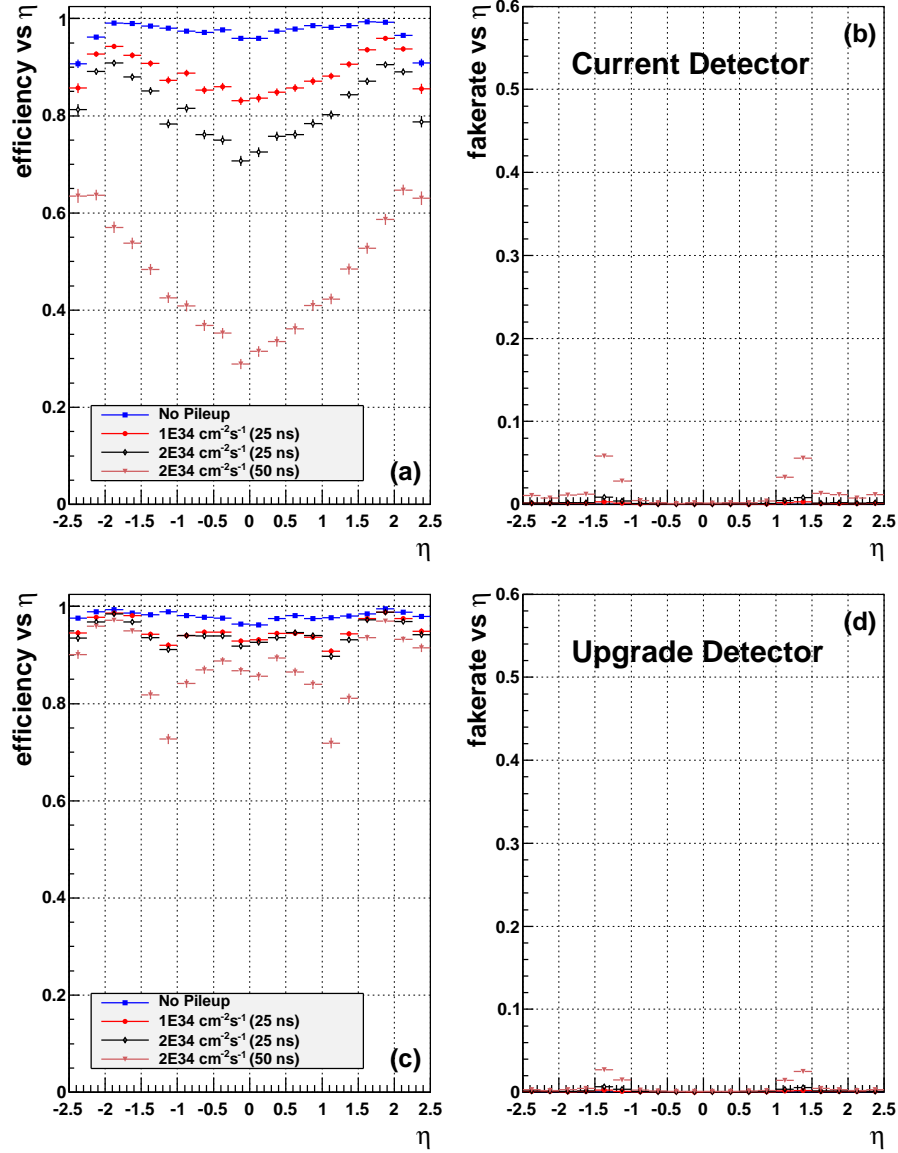 efficiency vs η
1
0.8
0.6
0.4
0.2
0
No Pileup
1E34 cm⁻²s⁻¹ (25 ns)
2E34 cm⁻²s⁻¹ (25 ns)
2E34 cm⁻²s⁻¹ (50 ns)
(a)
-2.5 -2 -1.5 -1 -0.5 0 0.5 1 1.5 2 2.5
η
fakerate vs η
0.6
0.5
0.4
0.3
0.2
0.1
0
(b)
Current Detector
-2.5 -2 -1.5 -1 -0.5 0 0.5 1 1.5 2 2.5
η
efficiency vs η
1
0.8
0.6
0.4
0.2
0
No Pileup
1E34 cm⁻²s⁻¹ (25 ns)
2E34 cm⁻²s⁻¹ (25 ns)
2E34 cm⁻²s⁻¹ (50 ns)
(c)
-2.5 -2 -1.5 -1 -0.5 0 0.5 1 1.5 2 2.5
η
fakerate vs η
0.6
0.5
0.4
0.3
0.2
0.1
0
(d)
Upgrade Detector
-2.5 -2 -1.5 -1 -0.5 0 0.5 1 1.5 2 2.5
η